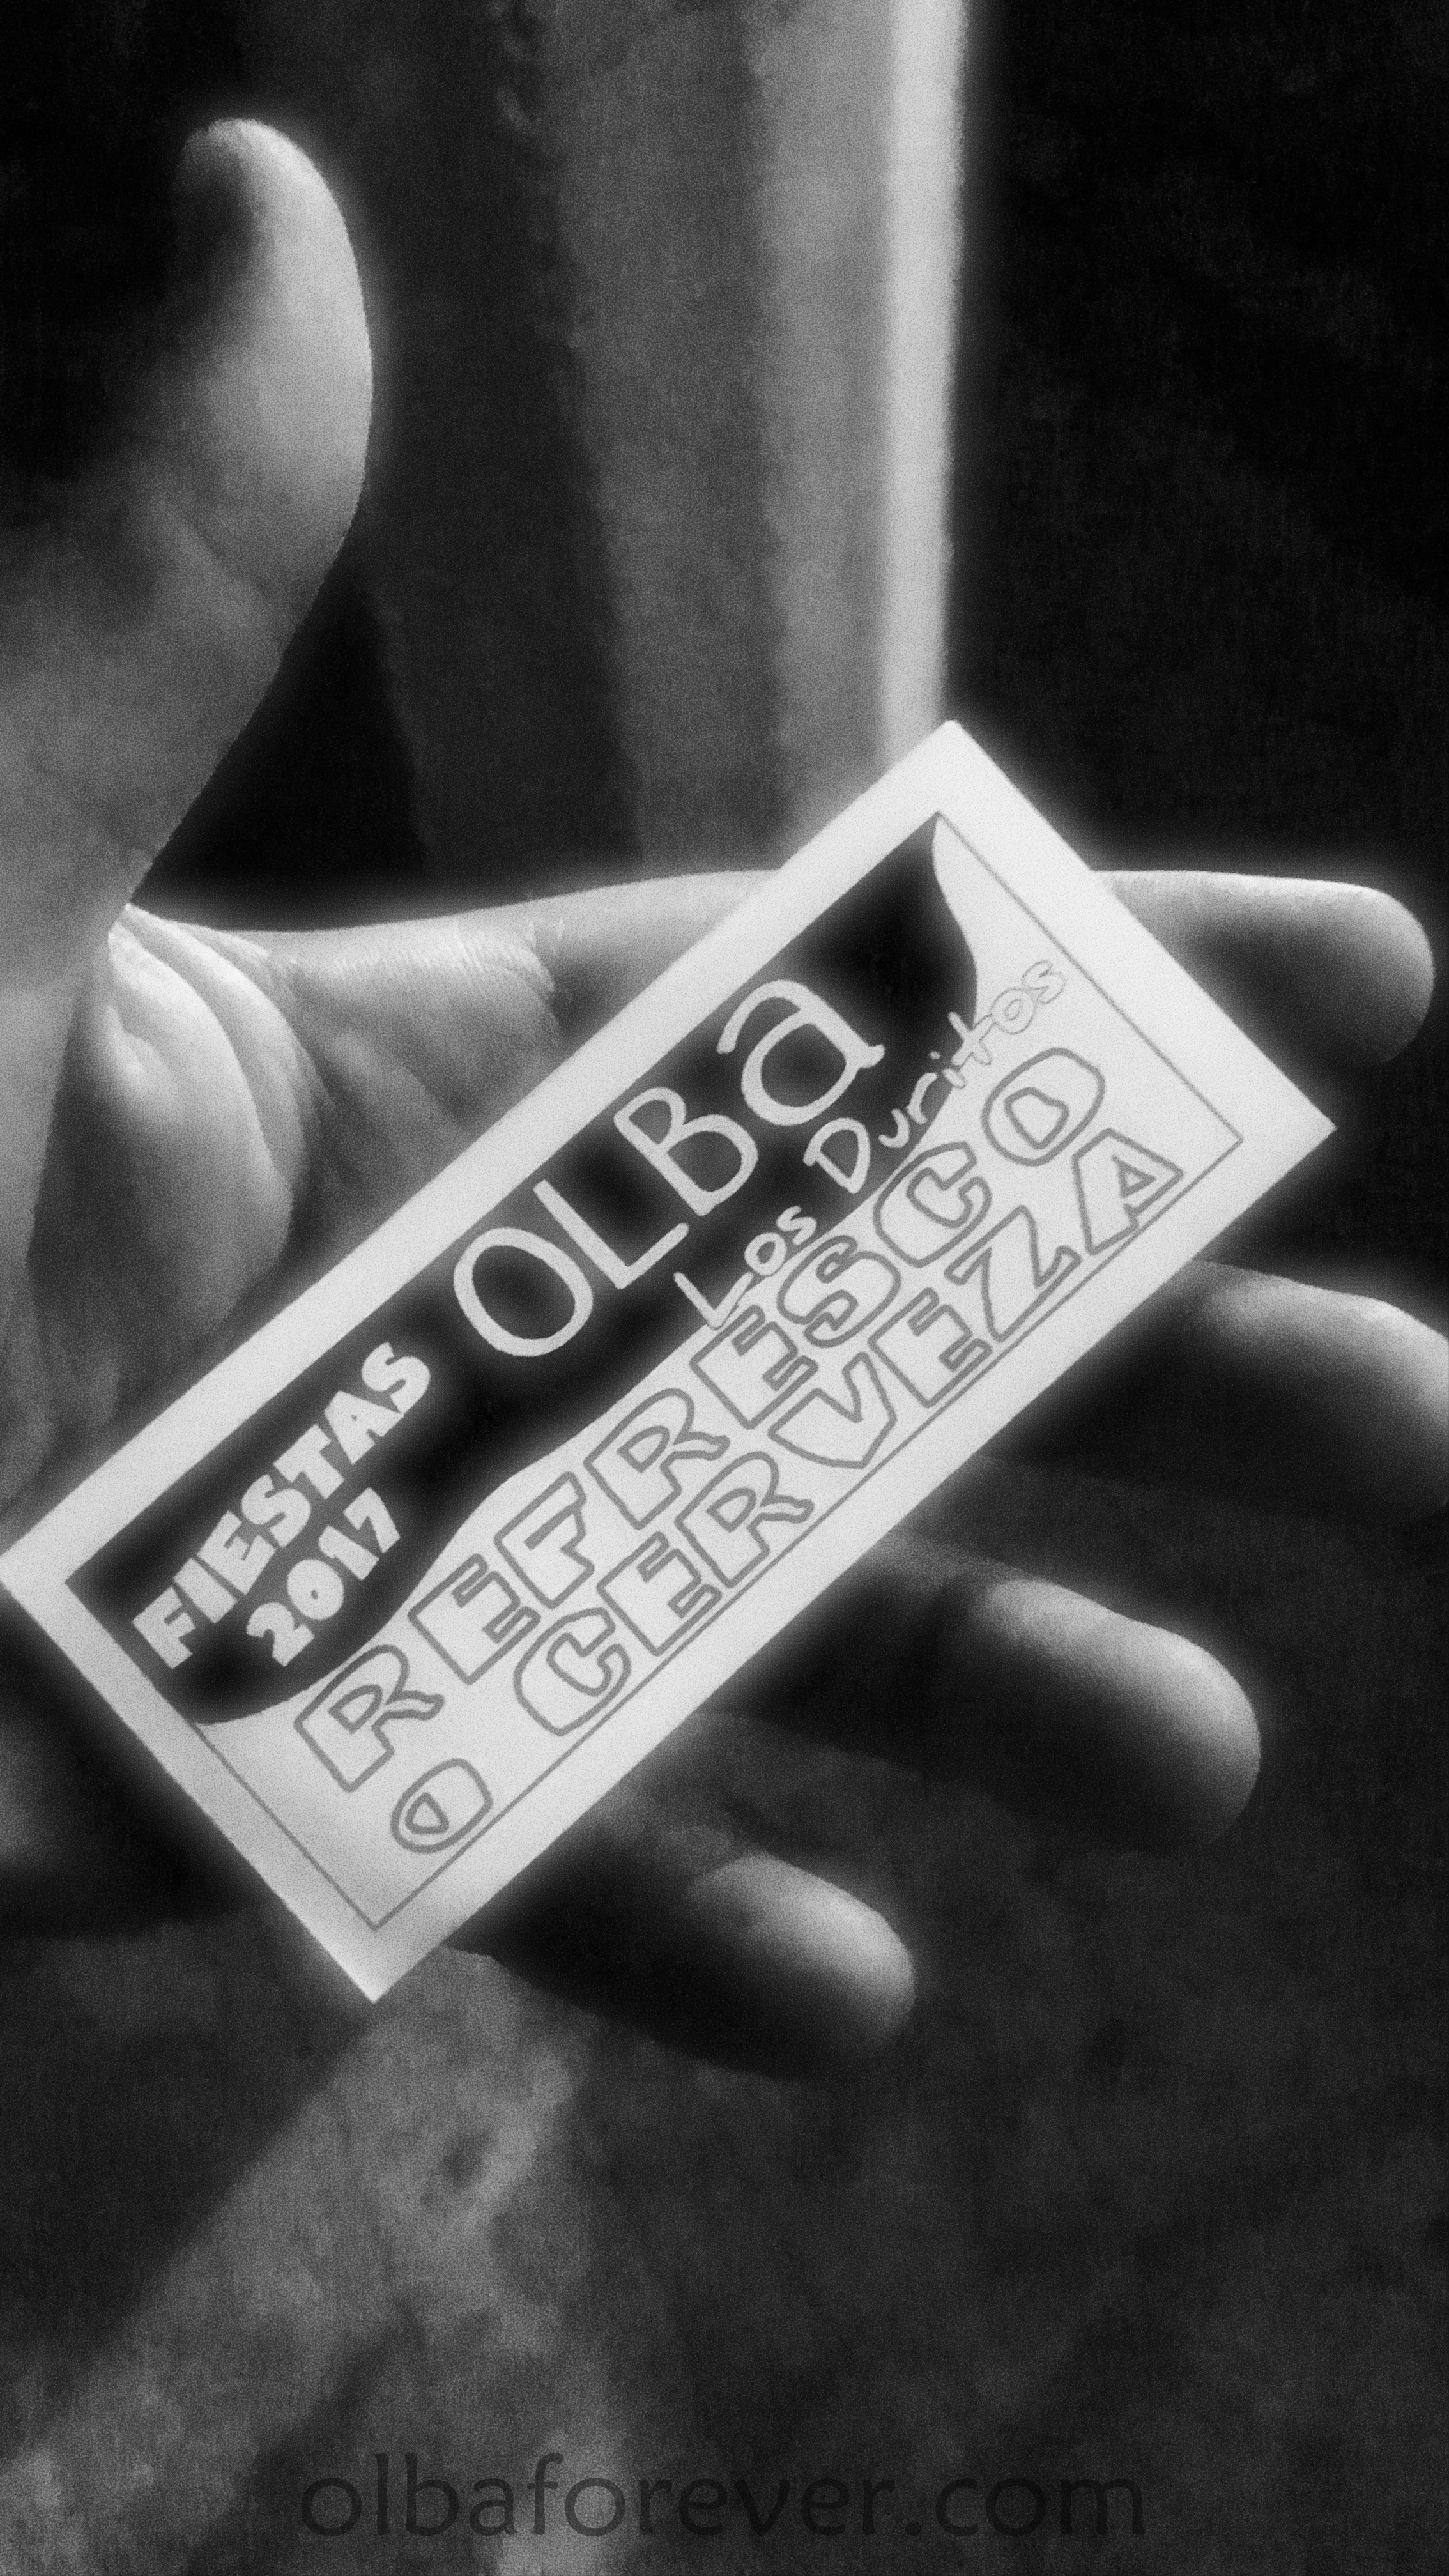 FIESTAS
2017
OLBa
Los Duritos
REFRESCO
O CERVEZA
olbaforever.com